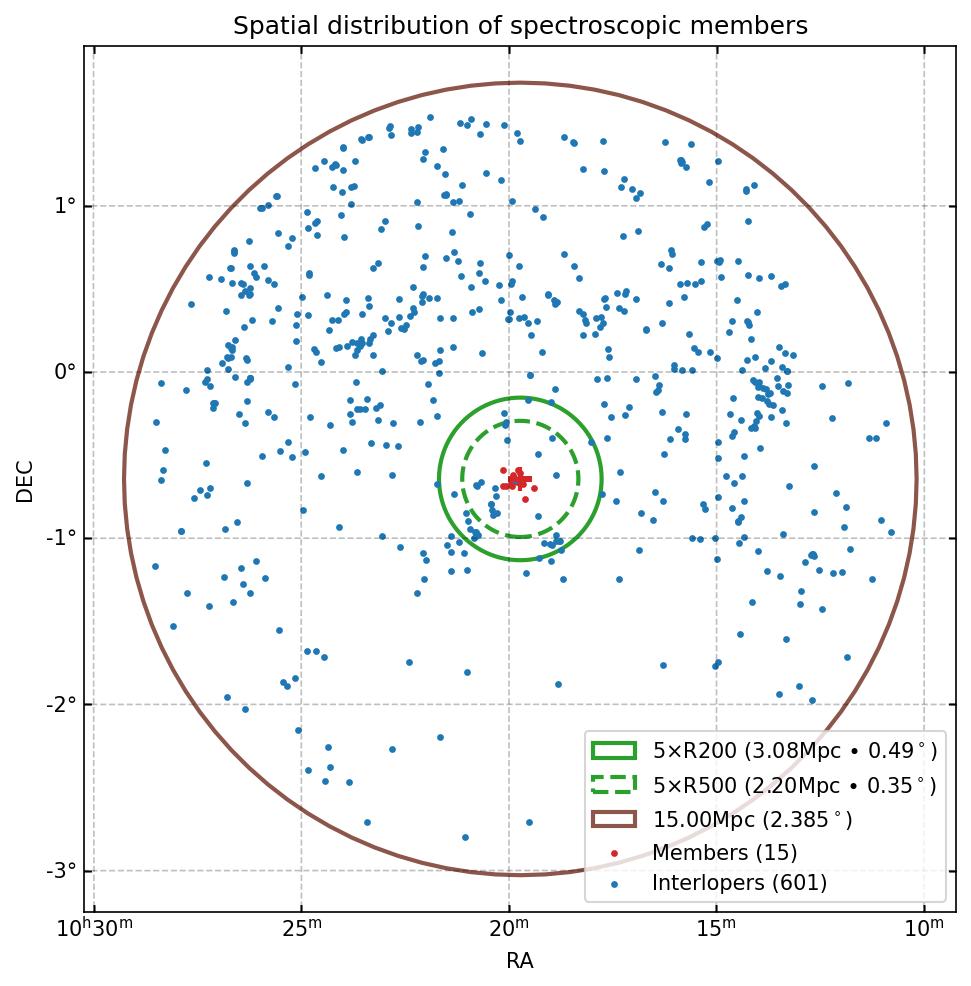 Spatial distribution of spectroscopic members
1°
0°
-1°
-2°
-3°
DEC
5×R200 (3.08Mpc • 0.49°)
5×R500 (2.20Mpc • 0.35°)
15.00Mpc (2.385°)
Members (15)
Interlopers (601)
10ʰ30ᵐ 25ᵐ 20ᵐ 15ᵐ 10ᵐ
RA